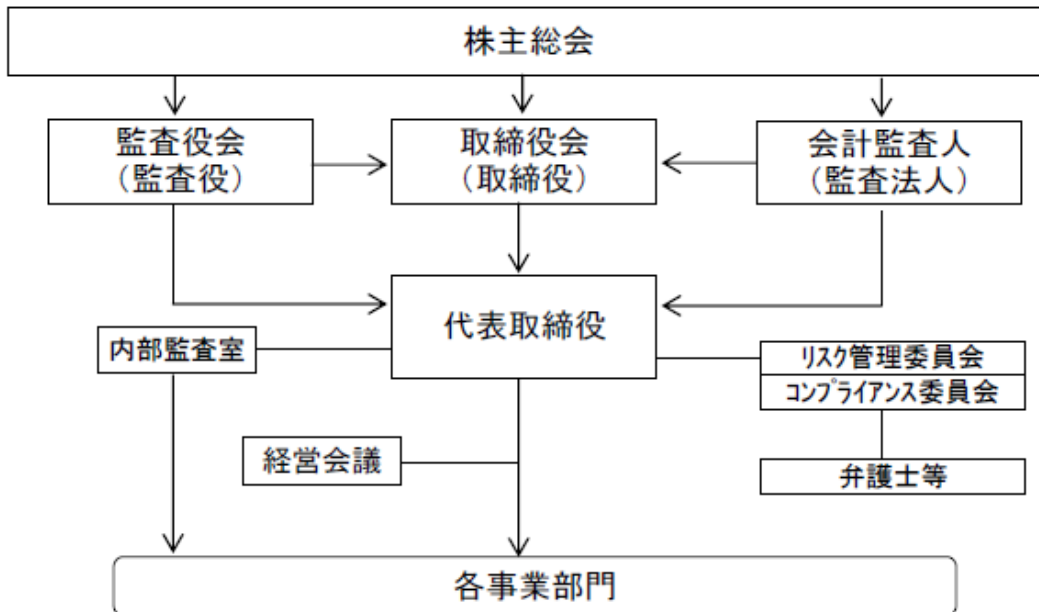 株主総会
監査役会
（監査役）
取締役会
（取締役）
会計監査人
（監査法人）
代表取締役
内部監査室
ﾘｽｸ管理委員会
ｺﾝﾌﾟﾗｲｱﾝｽ委員会
経営会議
弁護士等
各事業部門